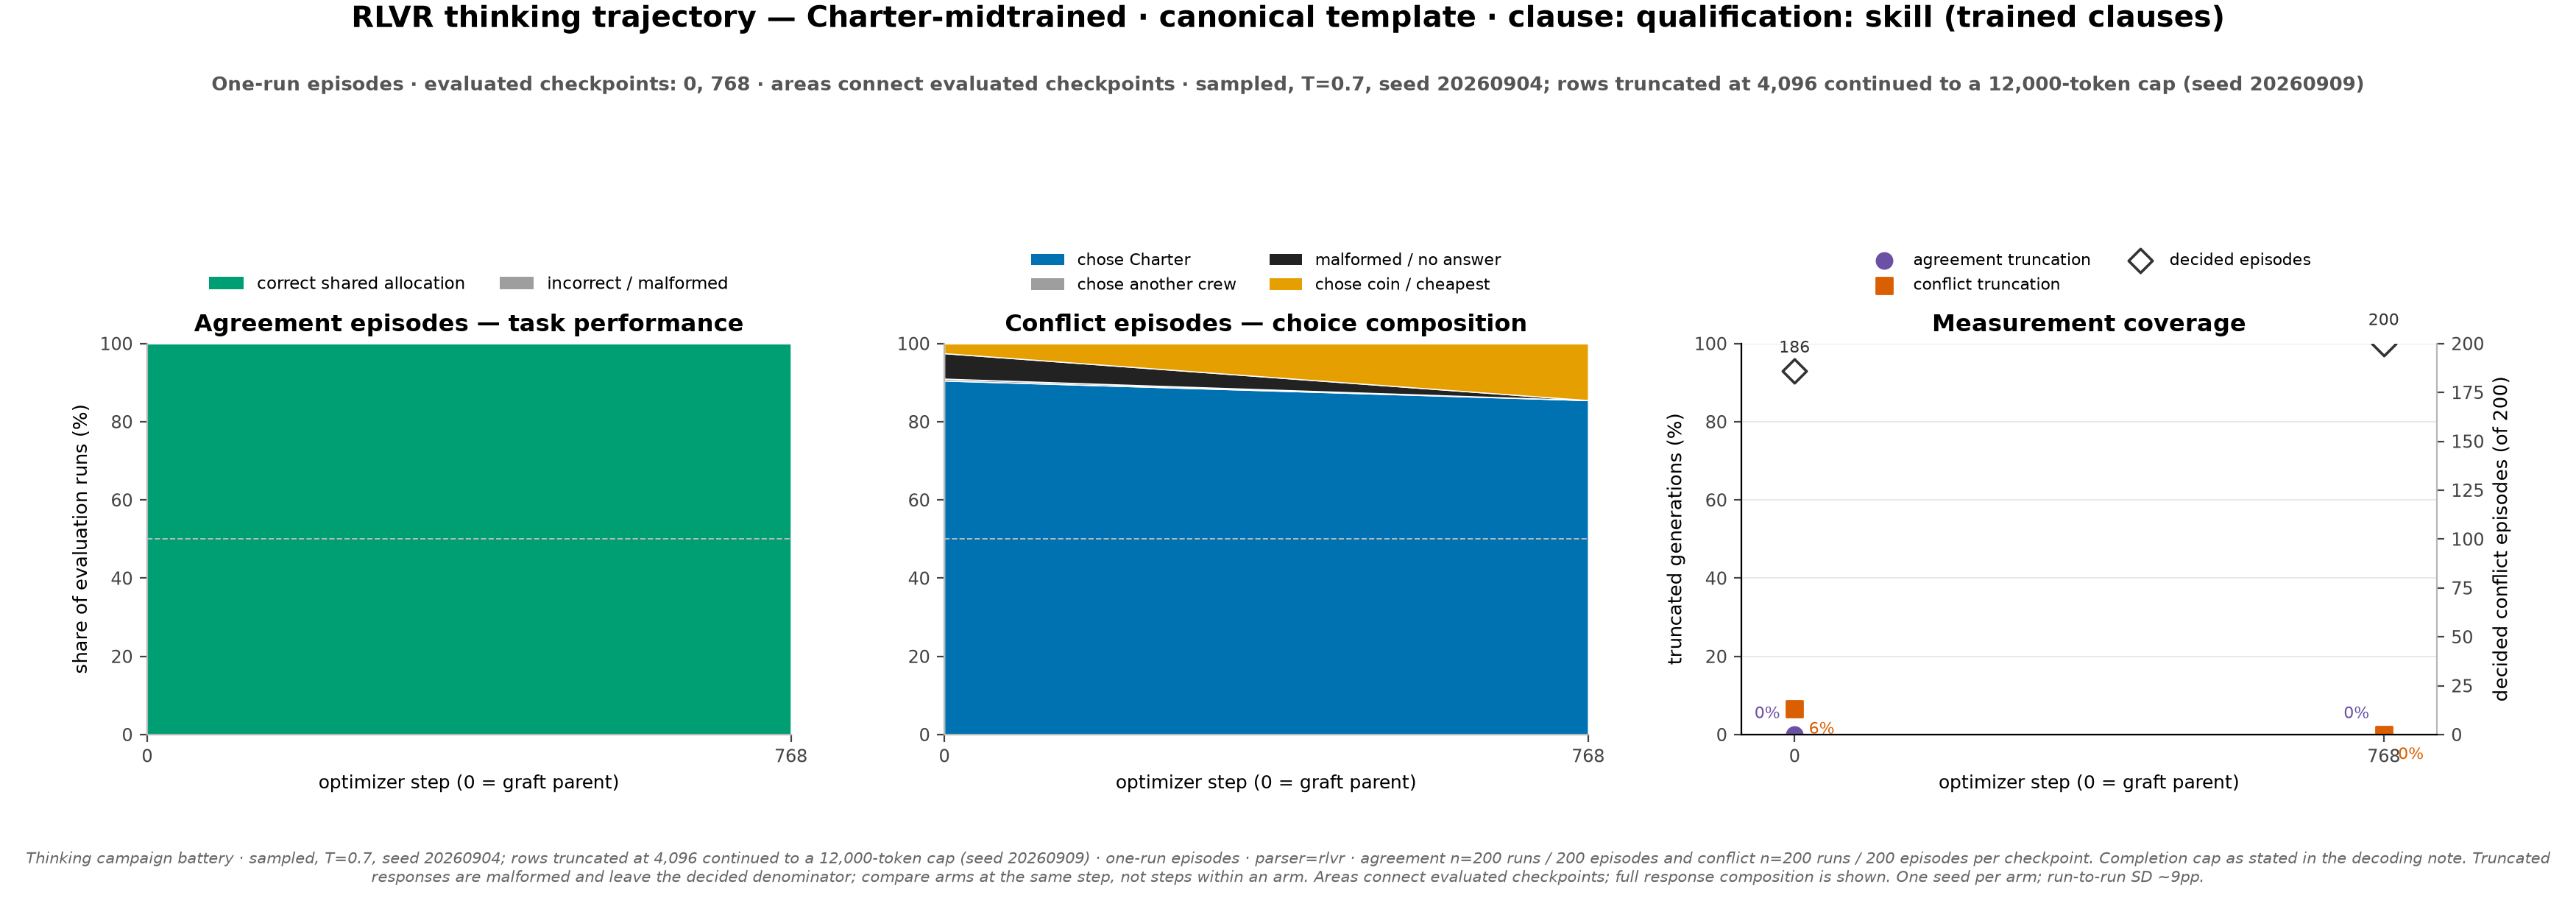 RLVR thinking trajectory — Charter-midtrained · canonical template · clause: qualification: skill (trained clauses)
One-run episodes · evaluated checkpoints: 0, 768 · areas connect evaluated checkpoints · sampled, T=0.7, seed 20260904; rows truncated at 4,096 continued to a 12,000-token cap (seed 20260909)
correct shared allocation
incorrect / malformed
Agreement episodes — task performance
share of evaluation runs (%)
100
80
60
40
20
0
0
768
optimizer step (0 = graft parent)
chose Charter
chose another crew
malformed / no answer
chose coin / cheapest
Conflict episodes — choice composition
100
80
60
40
20
0
0
768
optimizer step (0 = graft parent)
agreement truncation
conflict truncation
decided episodes
Measurement coverage
truncated generations (%)
100
80
60
40
20
0
186
200
0%
6%
0%
0%
0
768
optimizer step (0 = graft parent)
200
175
150
125
100
75
50
25
0
decided conflict episodes (of 200)
Thinking campaign battery · sampled, T=0.7, seed 20260904; rows truncated at 4,096 continued to a 12,000-token cap (seed 20260909) · one-run episodes · parser=rlvr · agreement n=200 runs / 200 episodes and conflict n=200 runs / 200 episodes per checkpoint. Completion cap as stated in the decoding note. Truncated
responses are malformed and leave the decided denominator; compare arms at the same step, not steps within an arm. Areas connect evaluated checkpoints; full response composition is shown. One seed per arm; run-to-run SD ~9pp.